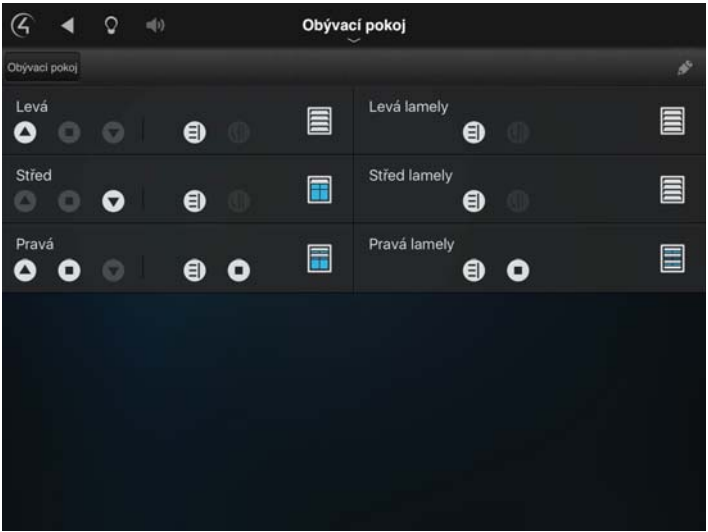 Obývací pokoj
Obývací pokoj
Levá
Levá lamely
Střed
Střed lamely
Pravá
Pravá lamely